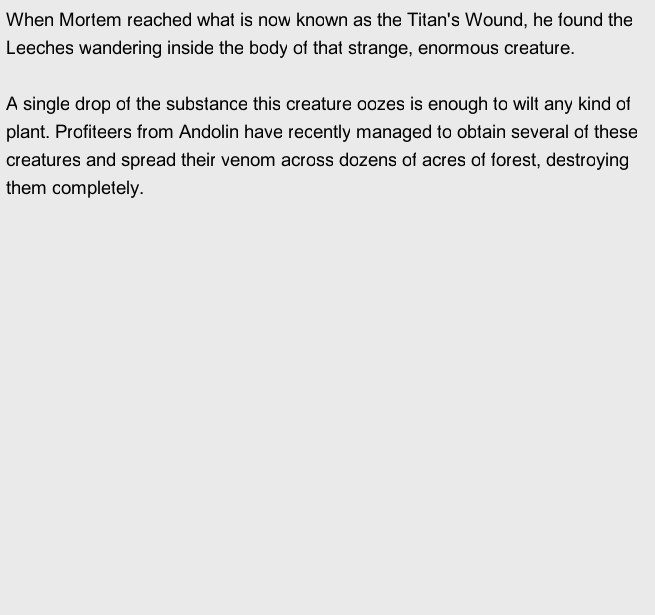 When Mortem reached what is now known as the Titan's Wound, he found the
Leeches wandering inside the body of that strange, enormous creature.

A single drop of the substance this creature oozes is enough to wilt any kind of
plant. Profiteers from Andolin have recently managed to obtain several of these
creatures and spread their venom across dozens of acres of forest, destroying
them completely.